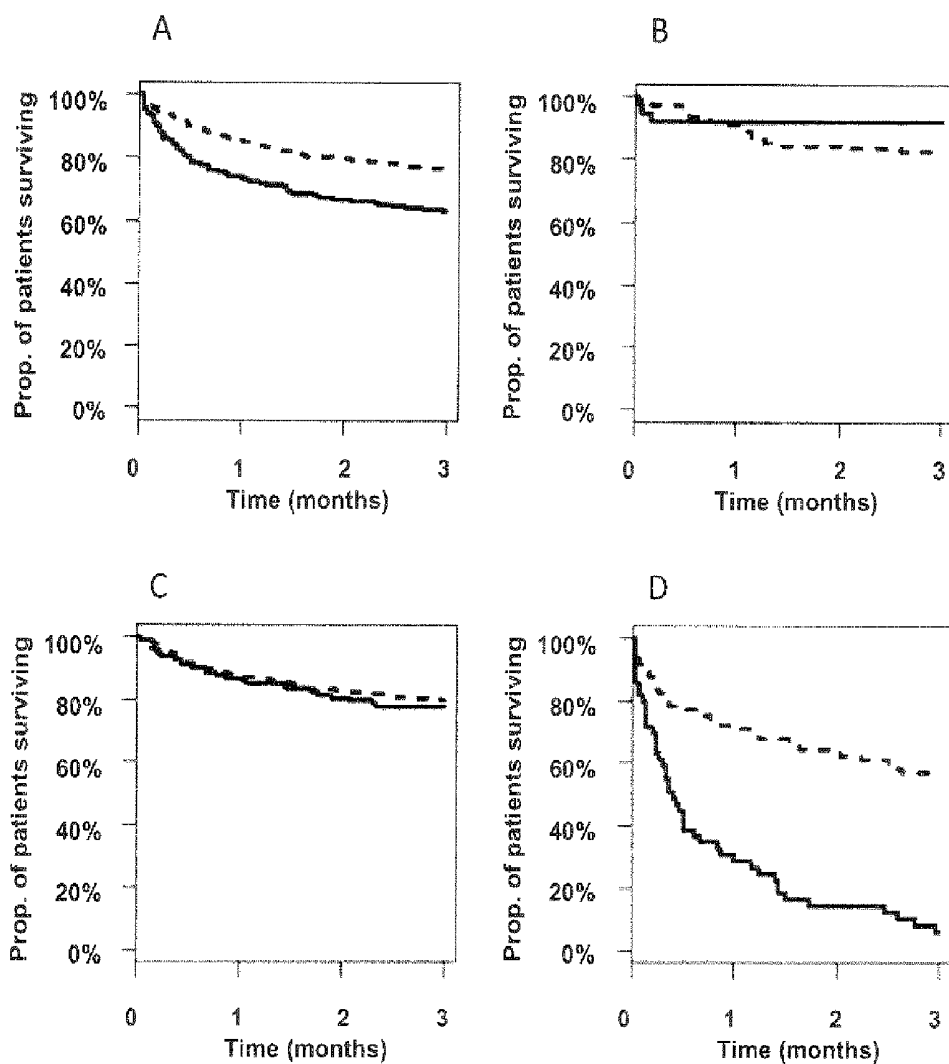 A
Prop. of patients surviving
100%
80%
60%
40%
20%
0%
0 1 2 3
Time (months)
B
Prop. of patients surviving
100%
80%
60%
40%
20%
0%
0 1 2 3
Time (months)
C
Prop. of patients surviving
100%
80%
60%
40%
20%
0%
0 1 2 3
Time (months)
D
Prop. of patients surviving
100%
80%
60%
40%
20%
0%
0 1 2 3
Time (months)